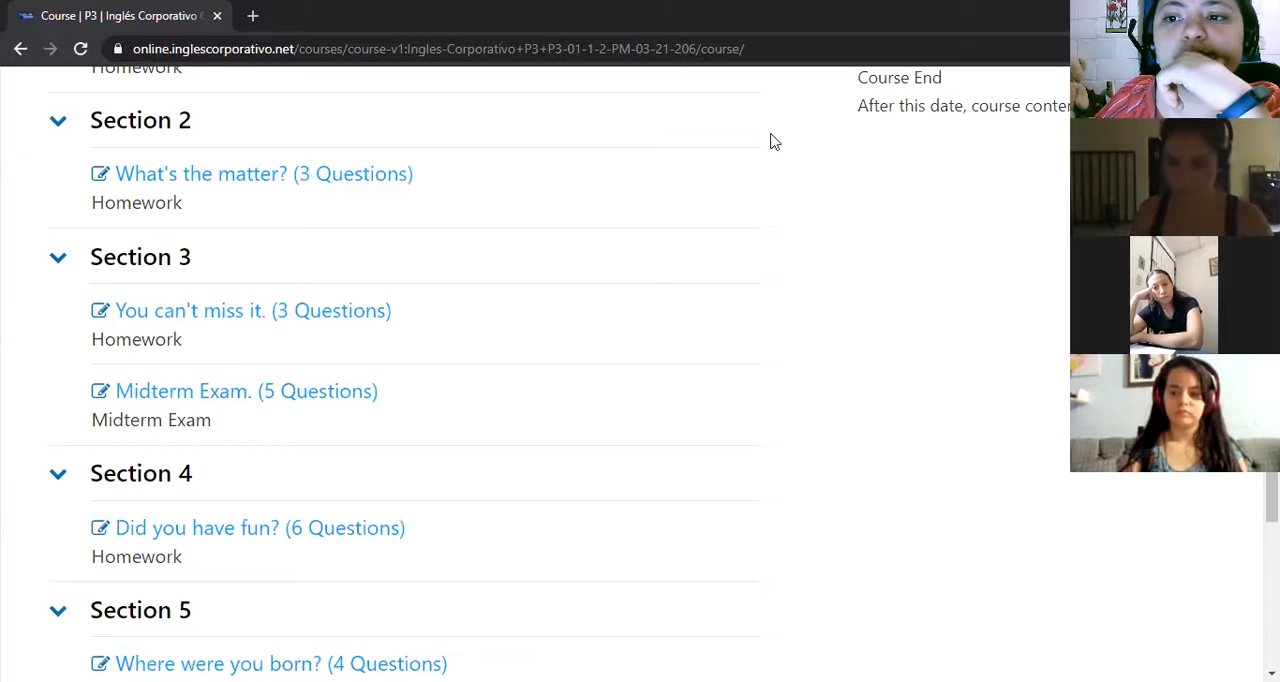 Course | P3 | Inglés Corporativo
online.inglescorporativo.net/courses/course-v1:Ingles-Corporativo+P3+P3-01-1-2-PM-03-21-206/course/
Homework
Course End
After this date, course conten
Section 2
What's the matter? (3 Questions)
Homework
Section 3
You can't miss it. (3 Questions)
Homework
Midterm Exam. (5 Questions)
Midterm Exam
Section 4
Did you have fun? (6 Questions)
Homework
Section 5
Where were you born? (4 Questions)